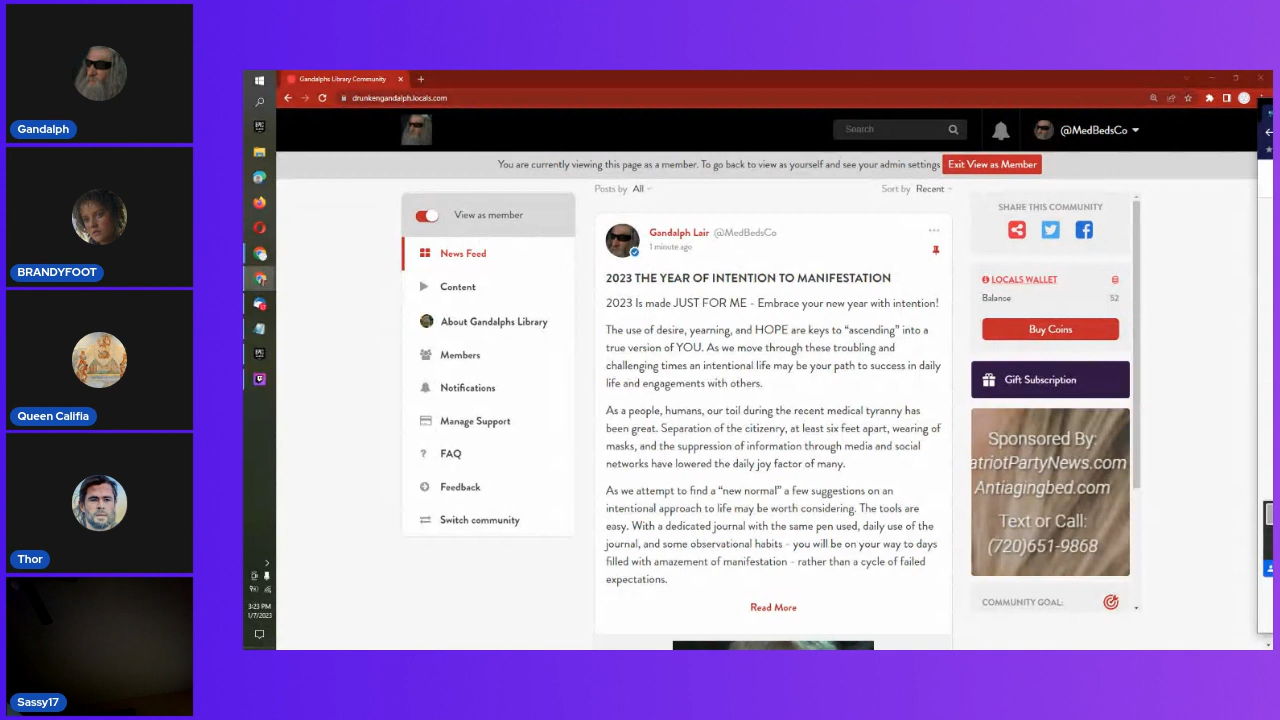 Gandalph
BRANDYFOOT
Queen Califia
Thor
Sassy17
Gandalphs Library Community
drunkengandalph.locals.com
Search
@MedBedsCo
You are currently viewing this page as a member. To go back to view as yourself and see your admin settings
Exit View as Member
View as member
News Feed
Content
About Gandalphs Library
Members
Notifications
Manage Support
FAQ
Feedback
Switch community
Posts by All
Sort by Recent
Gandalph Lair @MedBedsCo
1 minute ago
2023 THE YEAR OF INTENTION TO MANIFESTATION
2023 Is made JUST FOR ME - Embrace your new year with intention!
The use of desire, yearning, and HOPE are keys to "ascending" into a
true version of YOU. As we move through these troubling and
challenging times an intentional life may be your path to success in daily
life and engagements with others.
As a people, humans, our toil during the recent medical tyranny has
been great. Separation of the citizenry, at least six feet apart, wearing of
masks, and the suppression of information through media and social
networks have lowered the daily joy factor of many.
As we attempt to find a "new normal" a few suggestions on an
intentional approach to life may be worth considering. The tools are
easy. With a dedicated journal with the same pen used, daily use of the
journal, and some observational habits - you will be on your way to days
filled with amazement of manifestation - rather than a cycle of failed
expectations.
Read More
SHARE THIS COMMUNITY
LOCALS WALLET
Balance 52
Buy Coins
Gift Subscription
Sponsored By:
atriotPartyNews.com
Antiagingbed.com
Text or Call:
(720)651-9868
COMMUNITY GOAL:
EPIC
EPIC
3:23 PM
1/7/2023